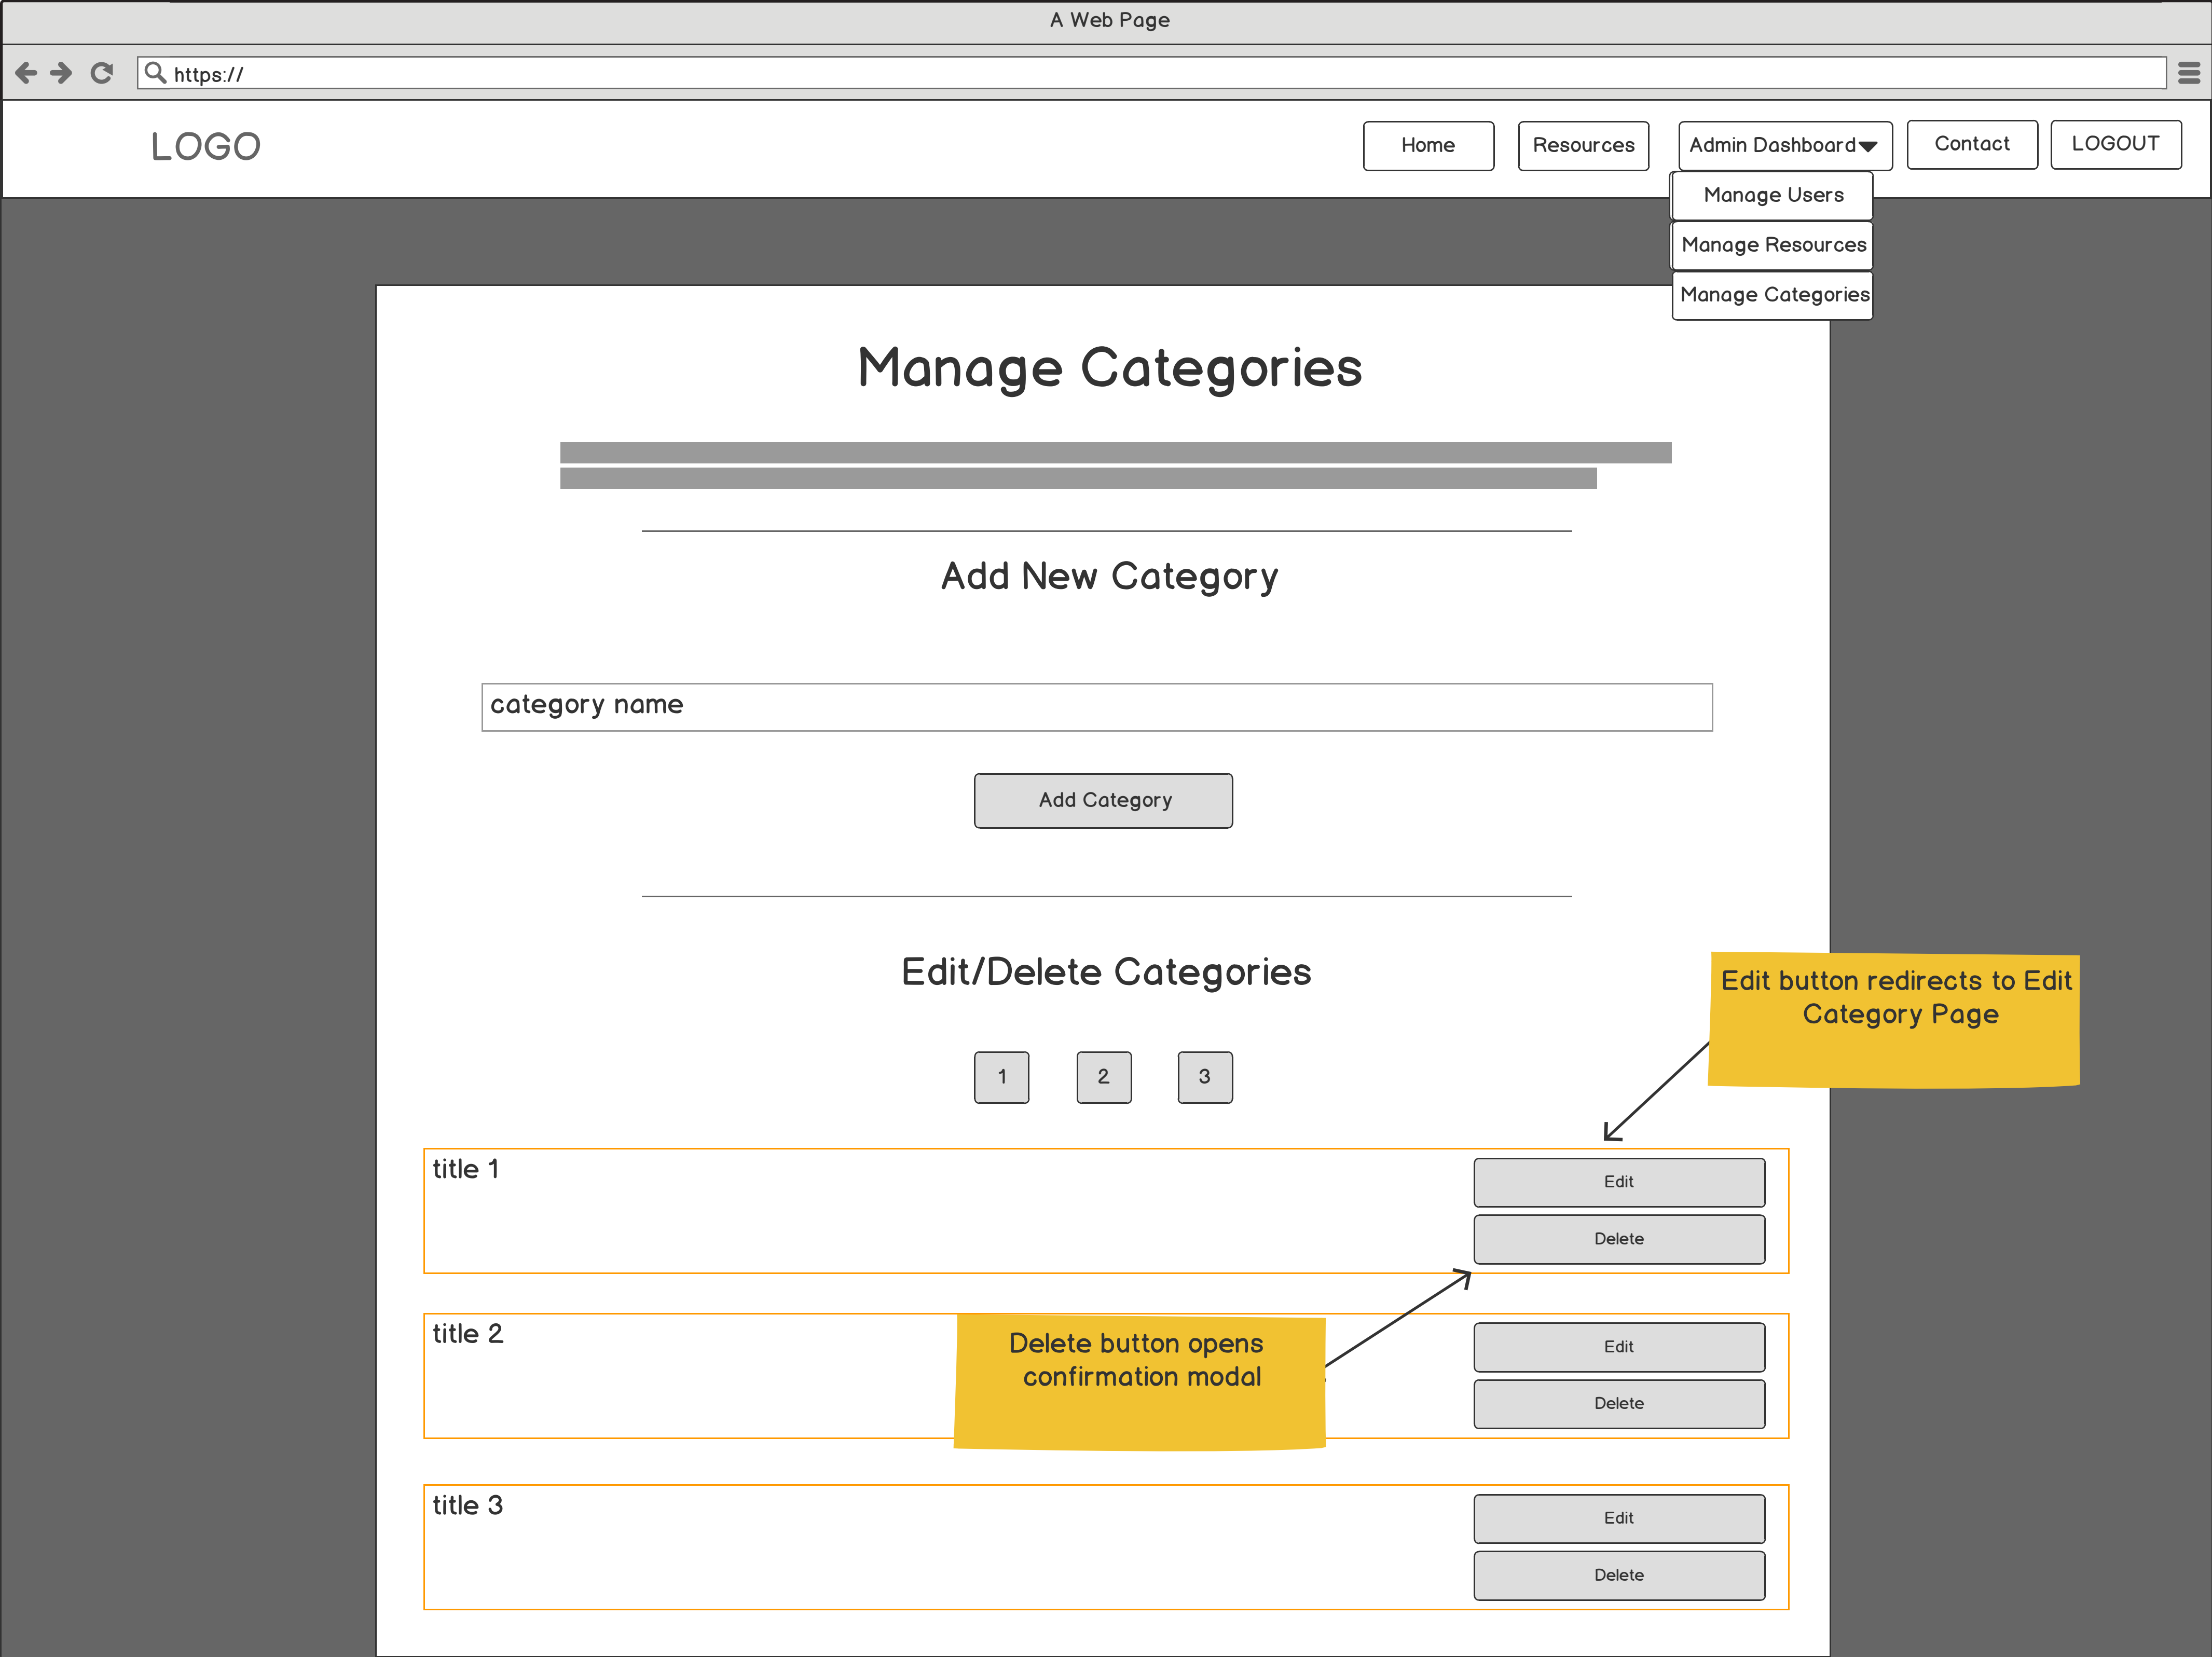 A Web Page
https://
LOGO
Home
Resources
Admin Dashboard
Contact
LOGOUT
Manage Users
Manage Resources
Manage Categories
Manage Categories
Add New Category
category name
Add Category
Edit/Delete Categories
Edit button redirects to Edit
Category Page
1
2
3
title 1
Edit
Delete
title 2
Delete button opens
confirmation modal
Edit
Delete
title 3
Edit
Delete